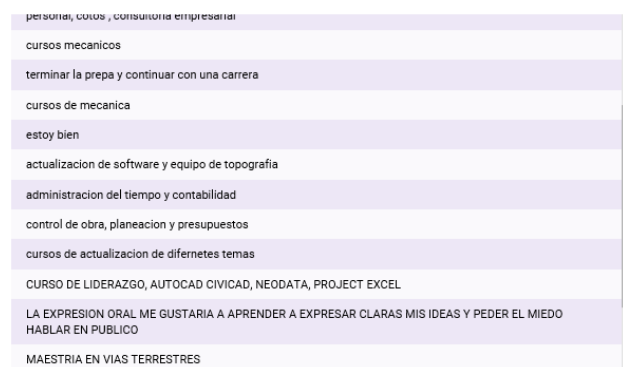 personal, cotos , consultoria empresarial
cursos mecanicos
terminar la prepa y continuar con una carrera
cursos de mecanica
estoy bien
actualizacion de software y equipo de topografia
administracion del tiempo y contabilidad
control de obra, planeacion y presupuestos
cursos de actualizacion de difernetes temas
CURSO DE LIDERAZGO, AUTOCAD CIVICAD, NEODATA, PROJECT EXCEL
LA EXPRESION ORAL ME GUSTARIA A APRENDER A EXPRESAR CLARAS MIS IDEAS Y PEDER EL MIEDO
HABLAR EN PUBLICO
MAESTRIA EN VIAS TERRESTRES